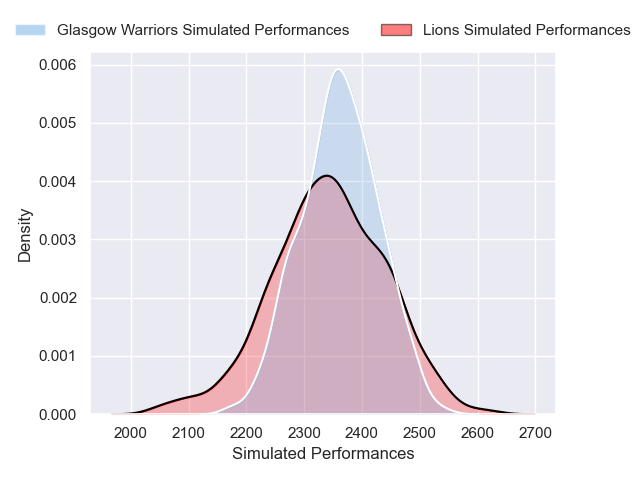 Glasgow Warriors Simulated Performances
Lions Simulated Performances
0.006
0.005
0.004
0.003
0.002
0.001
0.000
Density
2000 2100 2200 2300 2400 2500 2600 2700
Simulated Performances